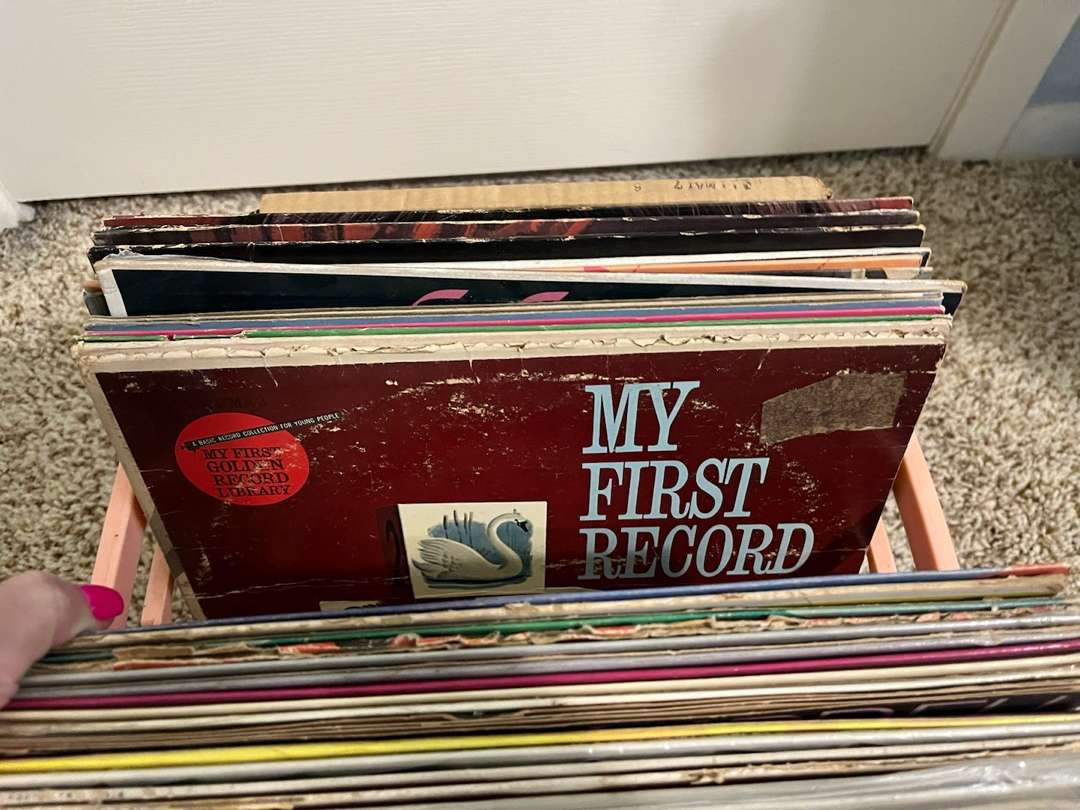 A BASIC RECORD COLLECTION FOR YOUNG PEOPLE
MY FIRST
GOLDEN
RECORD
LIBRARY
MY
FIRST
RECORD